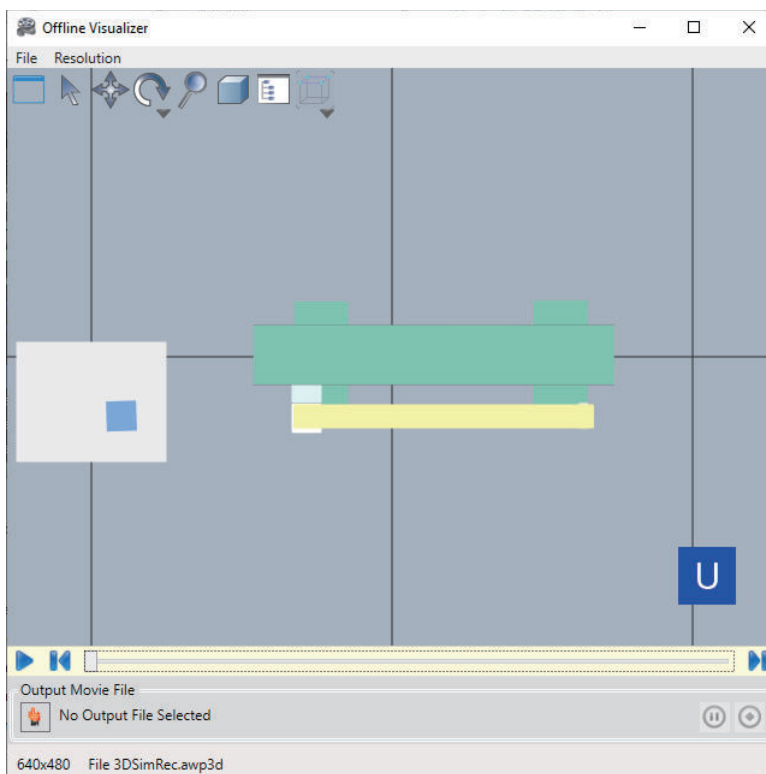 Offline Visualizer
File Resolution
U
Output Movie File
No Output File Selected
640x480 File 3DSimRec.awp3d